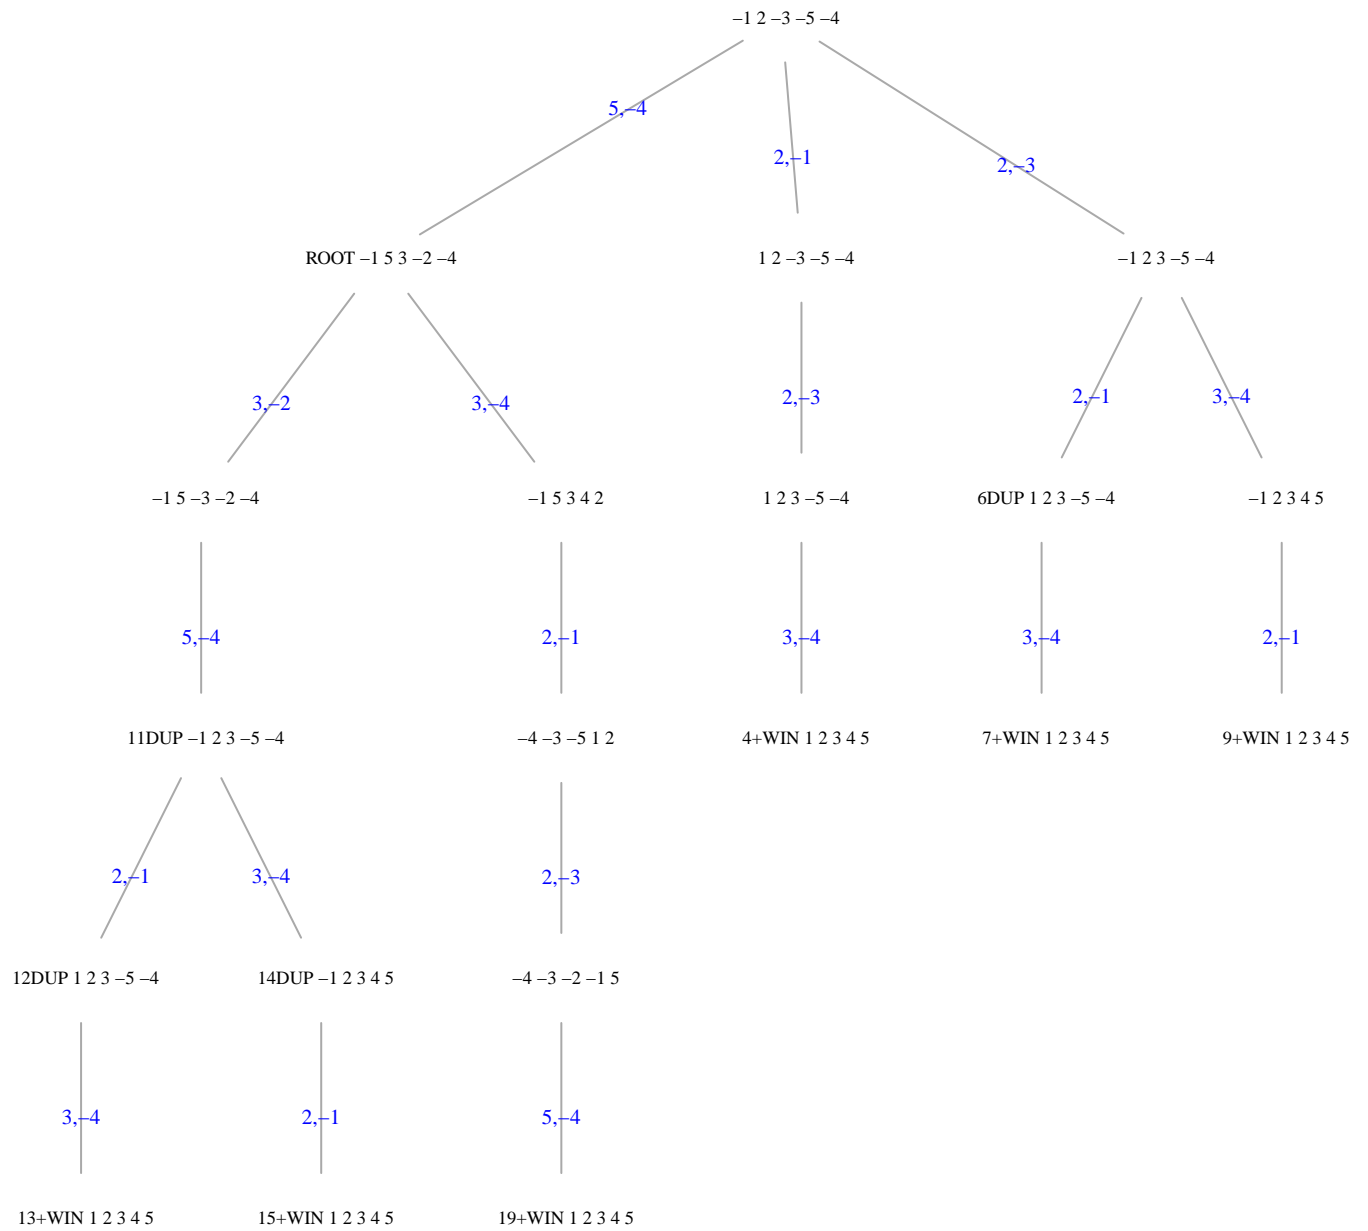 –1 2 –3 –5 –4
5,–4
2,–1
2,–3
ROOT –1 5 3 –2 –4
1 2 –3 –5 –4
–1 2 3 –5 –4
3,–2
3,–4
2,–3
2,–1
3,–4
–1 5 –3 –2 –4
–1 5 3 4 2
1 2 3 –5 –4
6DUP 1 2 3 –5 –4
–1 2 3 4 5
5,–4
2,–1
3,–4
3,–4
2,–1
11DUP –1 2 3 –5 –4
–4 –3 –5 1 2
4+WIN 1 2 3 4 5
7+WIN 1 2 3 4 5
9+WIN 1 2 3 4 5
2,–1
3,–4
2,–3
12DUP 1 2 3 –5 –4
14DUP –1 2 3 4 5
–4 –3 –2 –1 5
3,–4
2,–1
5,–4
13+WIN 1 2 3 4 5
15+WIN 1 2 3 4 5
19+WIN 1 2 3 4 5